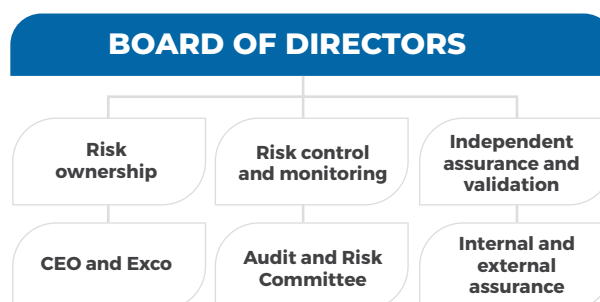 BOARD OF DIRECTORS
Risk
ownership
Risk control
and monitoring
Independent
assurance and
validation
CEO and Exco
Audit and Risk
Committee
Internal and
external
assurance